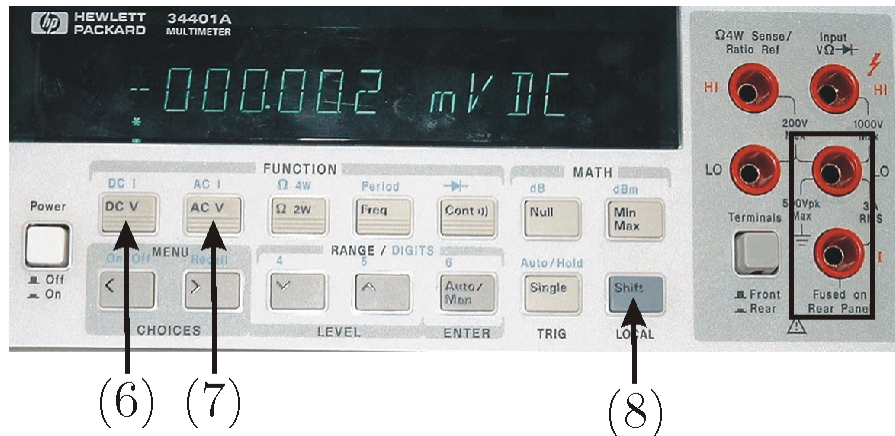 hp HEWLETT PACKARD 34401A MULTIMETER
-000.002 mV DC
*
Ω4W Sense/ Ratio Ref
Input VΩ
HI
HI
200V Max
1000V Max
LO
LO
500Vpk Max
3A RMS
I
Terminals
Front
Rear
Fused on Rear Panel
FUNCTION
MATH
DC I
AC I
Ω 4W
Period
dB
dBm
DC V
AC V
Ω 2W
Freq
Cont
Null
Min Max
Power
Off
On
MENU
RANGE / DIGITS
On/Off
Recall
4
5
6
Auto/Hold
<
>
Auto/ Man
Single
Shift
CHOICES
LEVEL
ENTER
TRIG
LOCAL
(6)
(7)
(8)